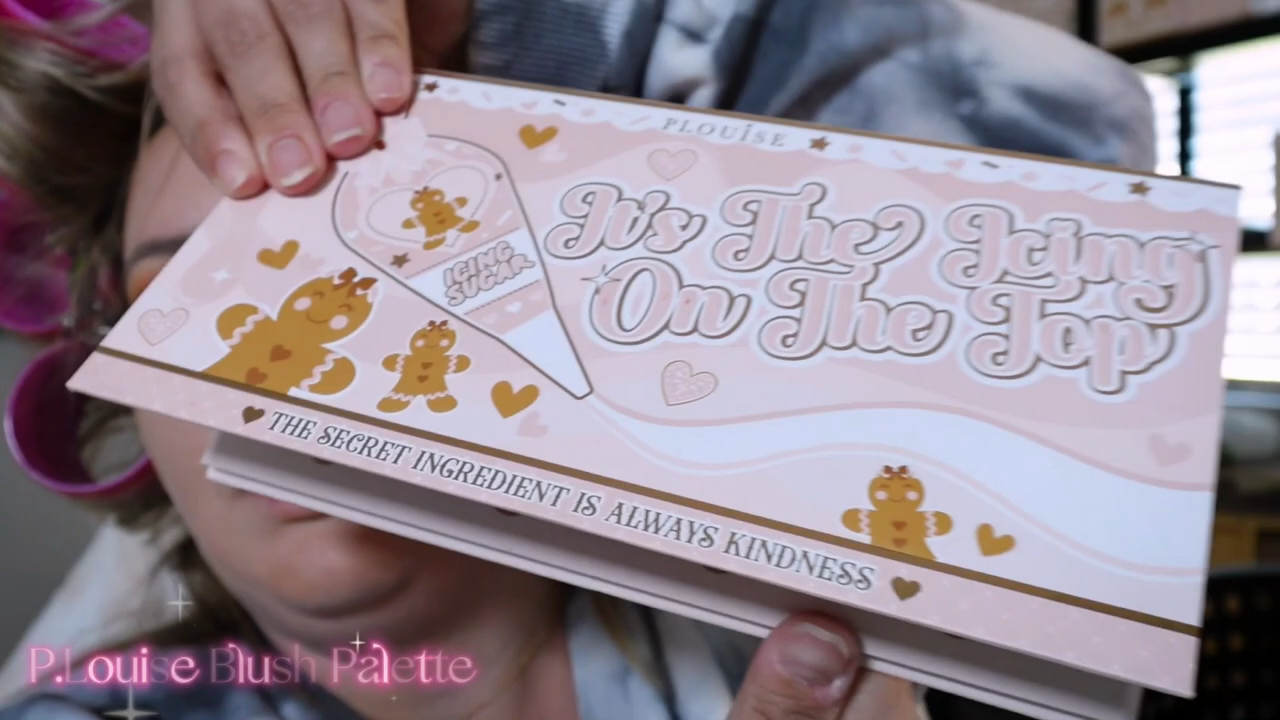 PLOUISE
It's The Icing
On The Top
ICING
SUGAR
THE SECRET INGREDIENT IS ALWAYS KINDNESS
P.Louise Blush Palette